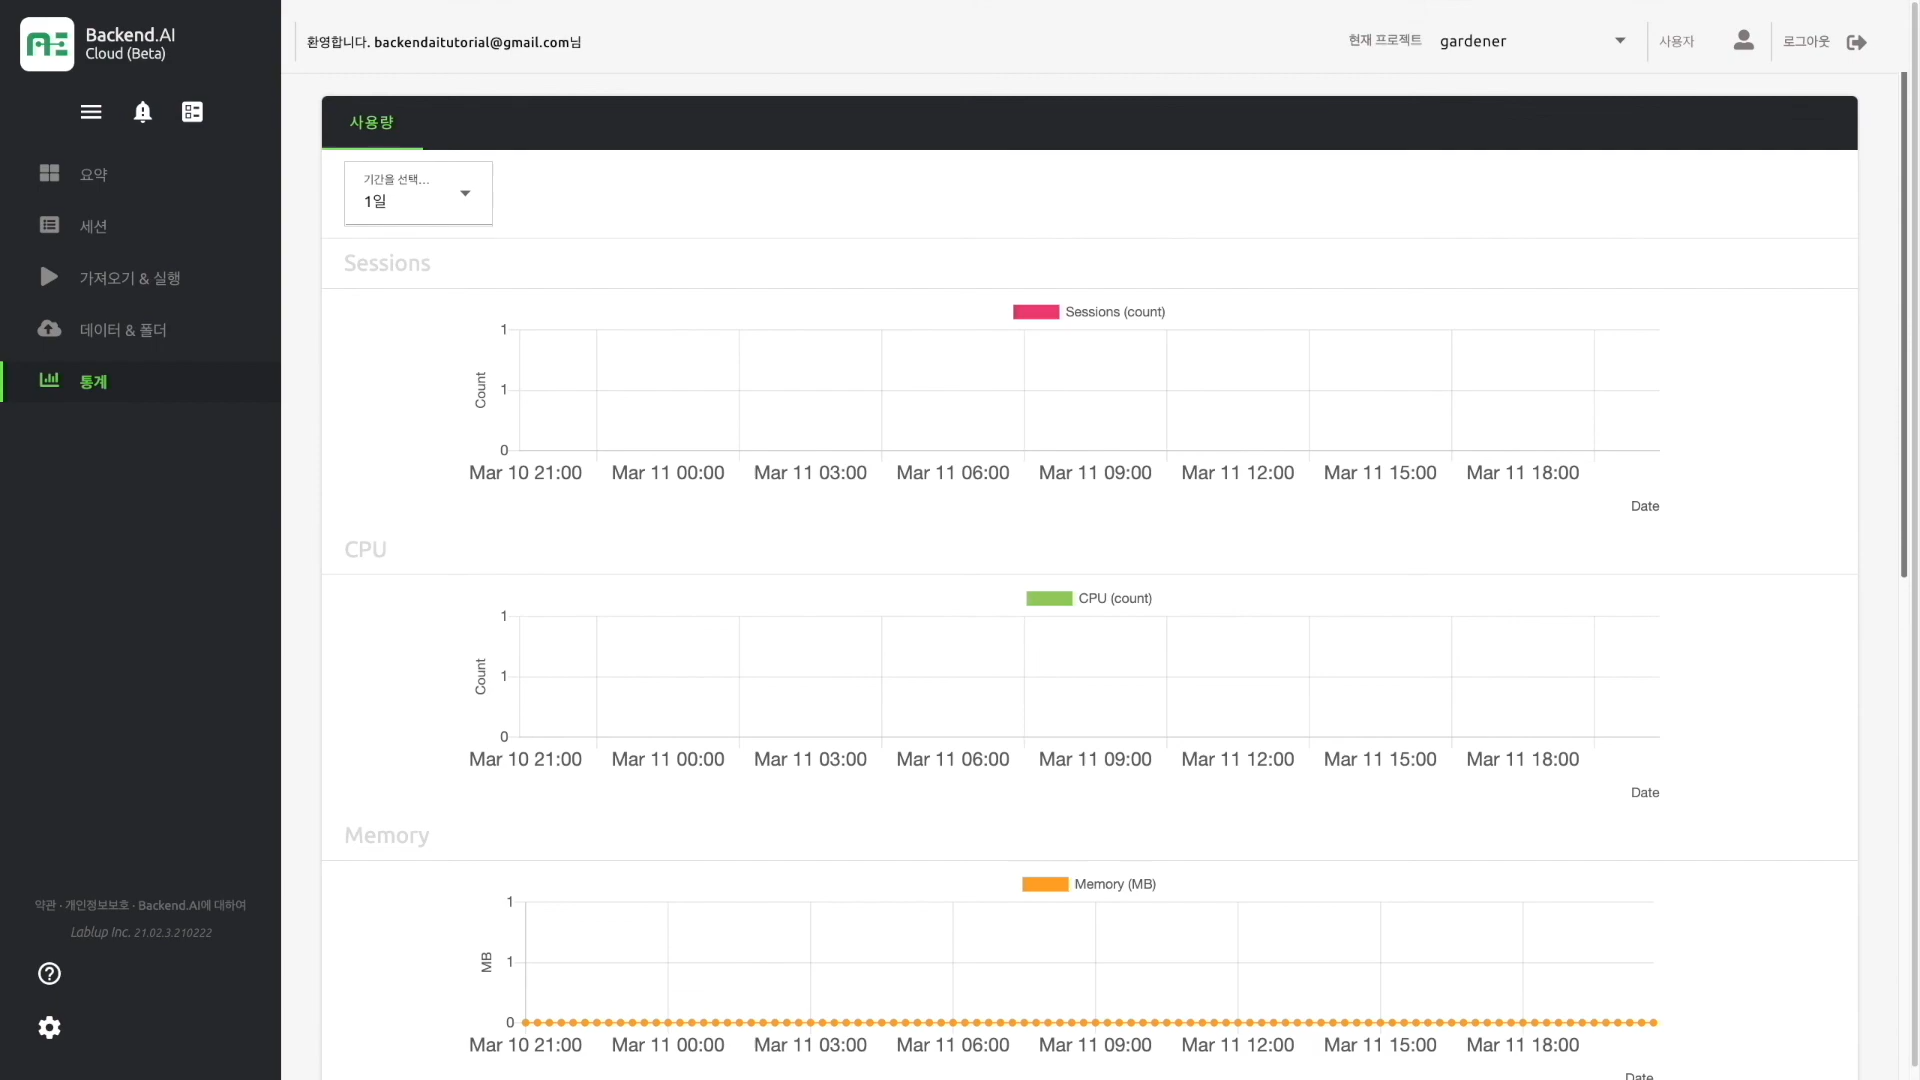 Backend.AI
Cloud (Beta)
환영합니다. backendaitutorial@gmail.com님
현재 프로젝트 gardener
사용자
로그아웃
요약
세션
가져오기 & 실행
데이터 & 폴더
통계
약관 · 개인정보보호 · Backend.AI에 대하여
Lablup Inc. 21.02.3.210222
사용량
기간을 선택...
1일
Sessions
Sessions (count)
1
Count
1
0
Mar 10 21:00 Mar 11 00:00 Mar 11 03:00 Mar 11 06:00 Mar 11 09:00 Mar 11 12:00 Mar 11 15:00 Mar 11 18:00
Date
CPU
CPU (count)
1
Count
1
0
Mar 10 21:00 Mar 11 00:00 Mar 11 03:00 Mar 11 06:00 Mar 11 09:00 Mar 11 12:00 Mar 11 15:00 Mar 11 18:00
Date
Memory
Memory (MB)
1
MB
1
0
Mar 10 21:00 Mar 11 00:00 Mar 11 03:00 Mar 11 06:00 Mar 11 09:00 Mar 11 12:00 Mar 11 15:00 Mar 11 18:00
Date